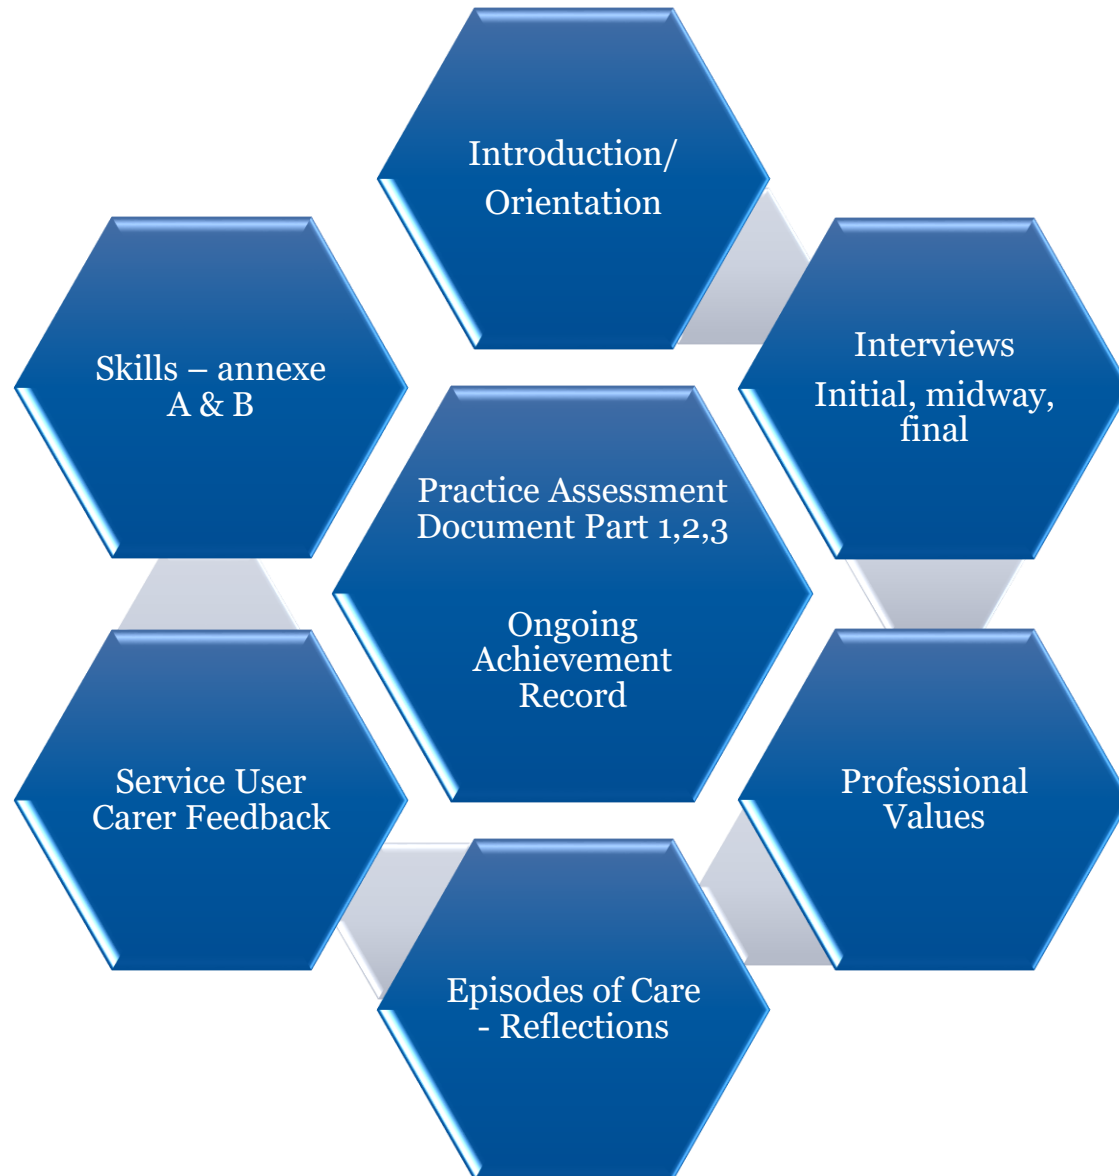 Introduction/
Orientation
Interviews
Initial, midway,
final
Skills – annexe
A & B
Practice Assessment
Document Part 1,2,3
Ongoing
Achievement
Record
Professional
Values
Service User
Carer Feedback
Episodes of Care
- Reflections